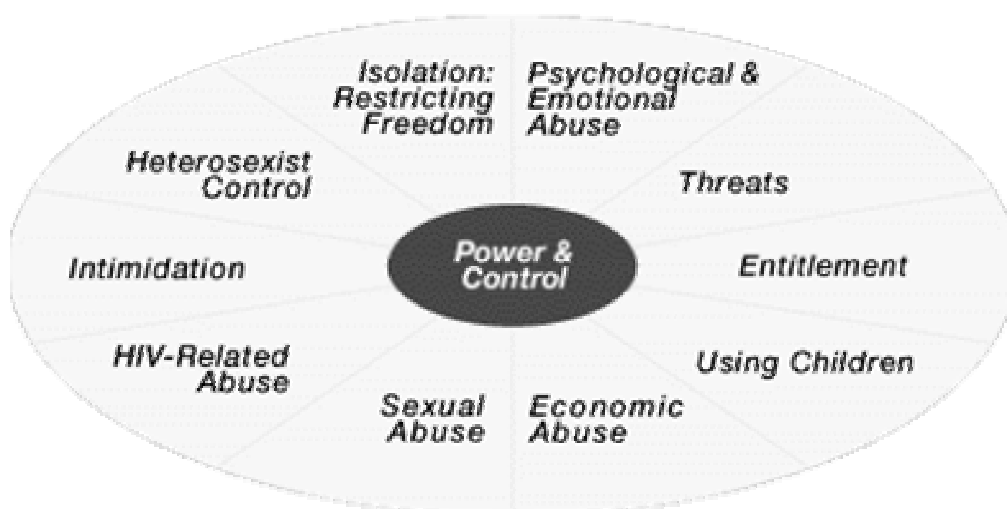 Isolation:
Restricting
Freedom
Psychological &
Emotional
Abuse
Heterosexist
Control
Threats
Intimidation
Power &
Control
Entitlement
HIV-Related
Abuse
Using Children
Sexual
Abuse
Economic
Abuse